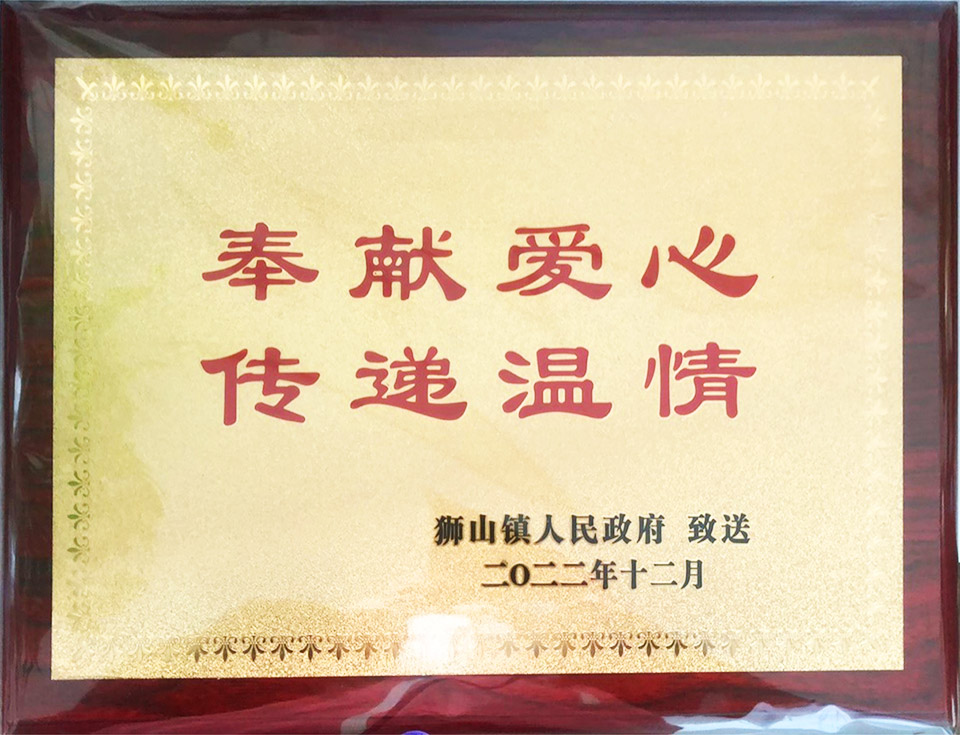 奉献爱心
传递温情
狮山镇人民政府 致送
二〇二二年十二月